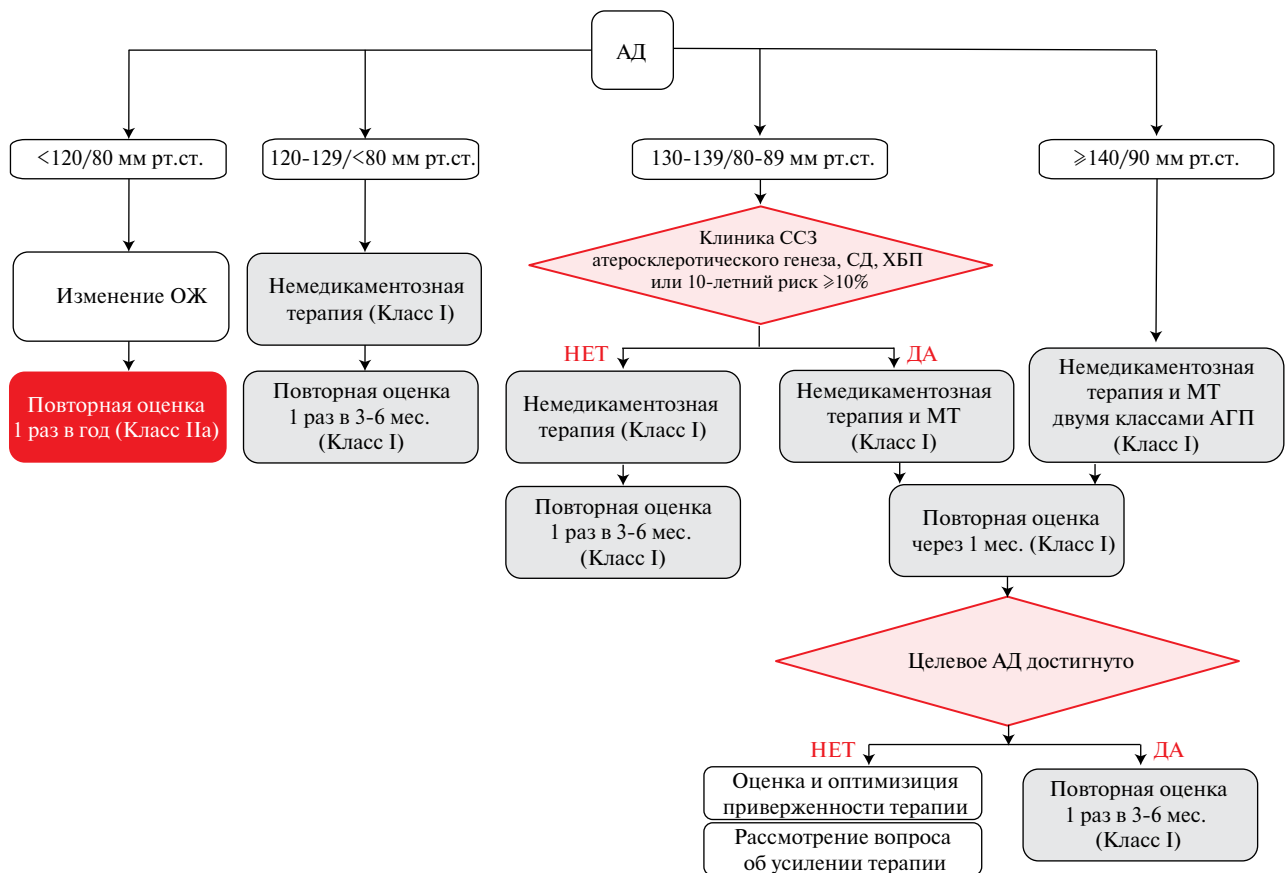 АД
<120/80 мм рт.ст.
120-129/<80 мм рт.ст.
130-139/80-89 мм рт.ст.
⩾140/90 мм рт.ст.
Клиника ССЗ
атеросклеротического генеза, СД, ХБП
или 10-летний риск ⩾10%
Изменение ОЖ
Немедикаментозная
терапия (Класс I)
НЕТ
ДА
Повторная оценка
1 раз в год (Класс IIa)
Повторная оценка
1 раз в 3-6 мес.
(Класс I)
Немедикаментозная
терапия (Класс I)
Немедикаментозная
терапия и МТ
(Класс I)
Немедикаментозная
терапия и МТ
двумя классами АГП
(Класс I)
Повторная оценка
1 раз в 3-6 мес.
(Класс I)
Повторная оценка
через 1 мес. (Класс I)
Целевое АД достигнуто
НЕТ
ДА
Оценка и оптимизиция
приверженности терапии
Рассмотрение вопроса
об усилении терапии
Повторная оценка
1 раз в 3-6 мес.
(Класс I)